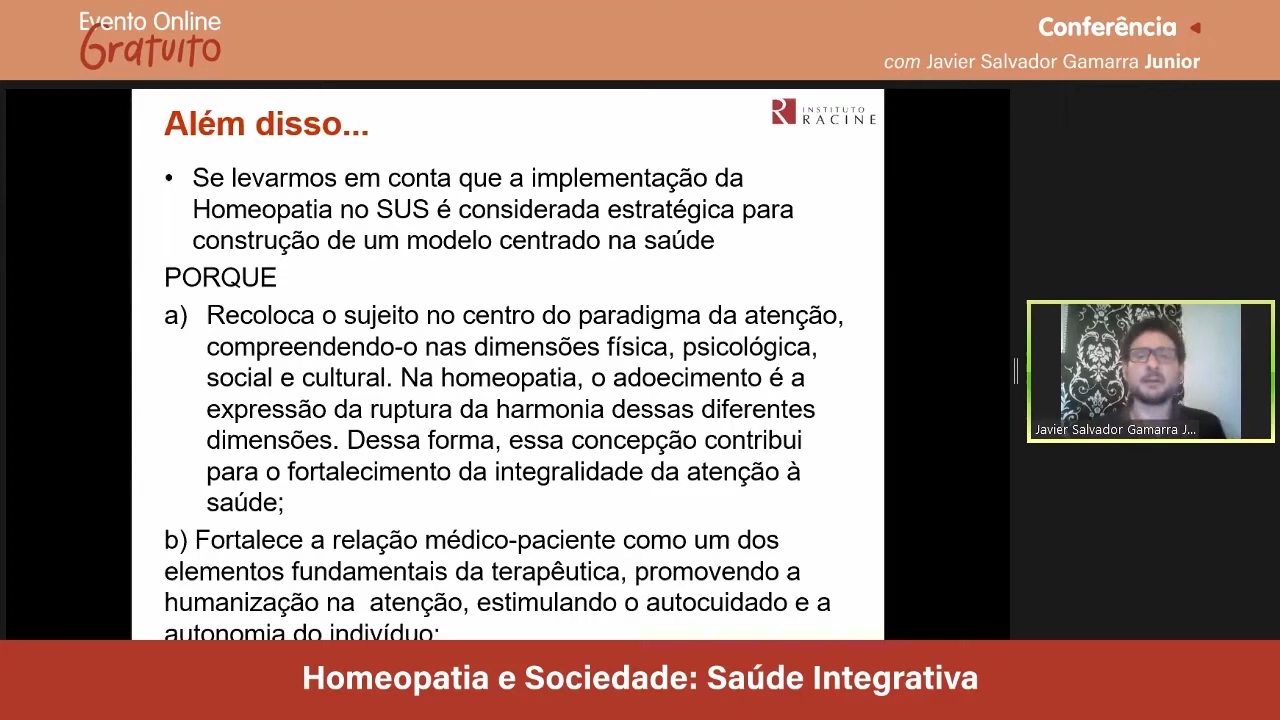 Evento Online
Gratuito
Conferência
com Javier Salvador Gamarra Junior
INSTITUTO
RACINE
Além disso...
• Se levarmos em conta que a implementação da
Homeopatia no SUS é considerada estratégica para
construção de um modelo centrado na saúde
PORQUE
a) Recoloca o sujeito no centro do paradigma da atenção,
compreendendo-o nas dimensões física, psicológica,
social e cultural. Na homeopatia, o adoecimento é a
expressão da ruptura da harmonia dessas diferentes
dimensões. Dessa forma, essa concepção contribui
para o fortalecimento da integralidade da atenção à
saúde;
b) Fortalece a relação médico-paciente como um dos
elementos fundamentais da terapêutica, promovendo a
humanização na atenção, estimulando o autocuidado e a
autonomia do indivíduo;
Javier Salvador Gamarra J...
Homeopatia e Sociedade: Saúde Integrativa